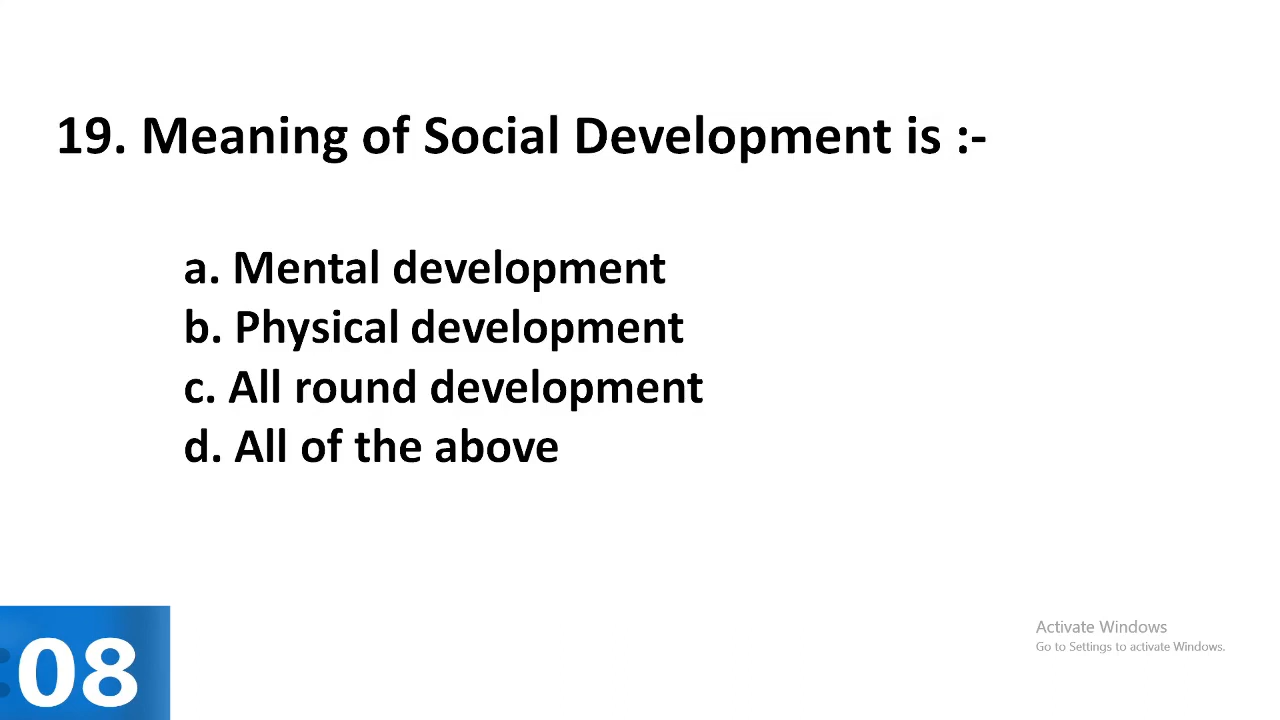 19. Meaning of Social Development is :-
a. Mental development
b. Physical development
c. All round development
d. All of the above
Activate Windows
Go to Settings to activate Windows.
:08